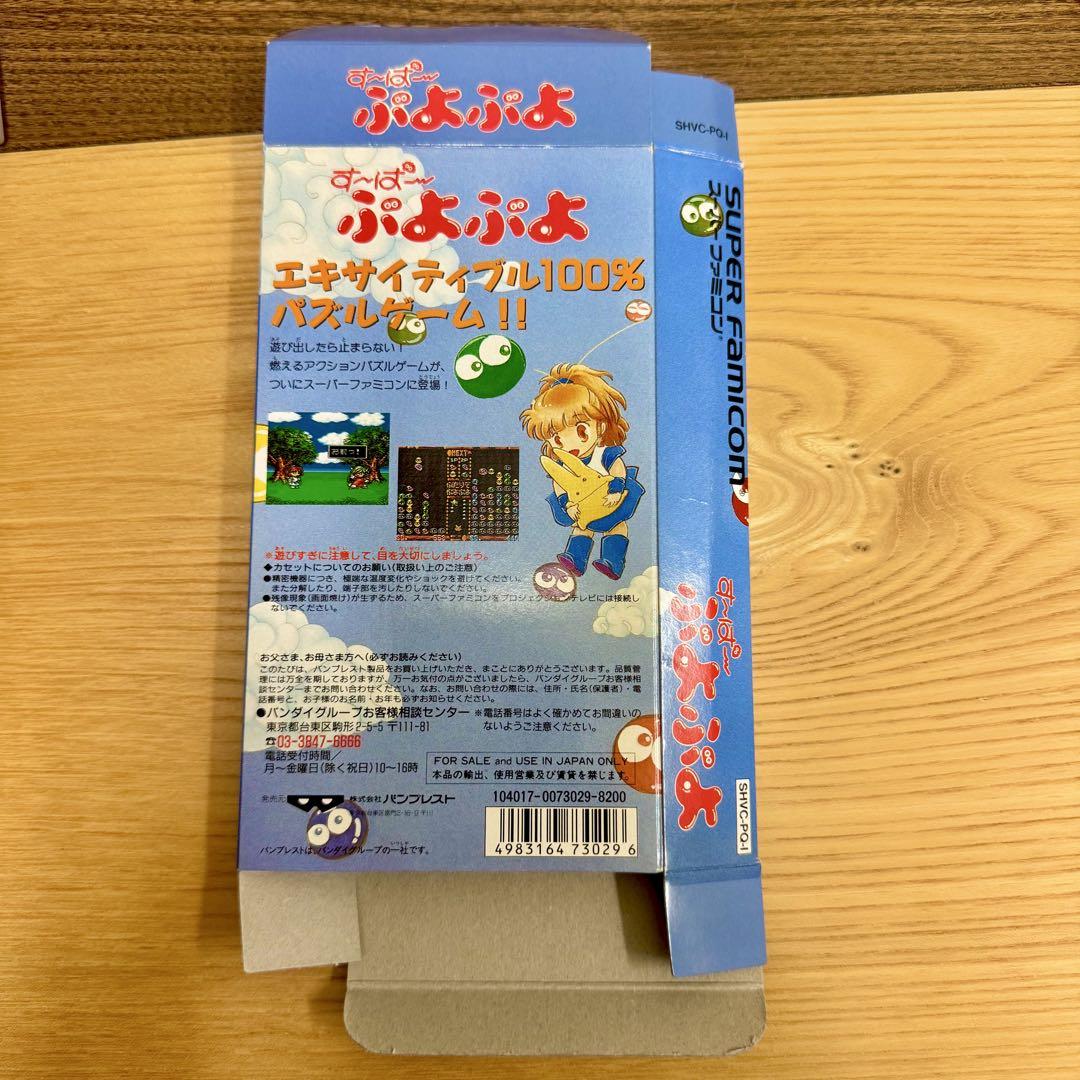 す～ぱ～
ぷよぷよ
す～ぱ～
ぷよぷよ
エキサイティブル100%
パズルゲーム!!
遊び出したら止まらない!
燃えるアクションパズルゲームが、
ついにスーパーファミコンに登場!
NEXT
※遊びすぎに注意して、目を大切にしましょう。
◆カセットについてのお願い(取扱い上のご注意)
●精密機器につき、極端な温度変化やショックを避けてください。
また分解したり、端子部を汚したりしないでください。
●残像現象(画面焼け)が生ずるため、スーパーファミコンをプロジェクションテレビには接続し
ないでください。
お父さま、お母さま方へ(必ずお読みください)
このたびは、バンプレスト製品をお買い上げいただき、まことにありがとうございます。品質管
理には万全を期しておりますが、万一お気付の点がございましたら、バンダイグループお客様相
談センターまでお問い合わせください。なお、お問い合わせの際には、住所・氏名(保護者)・電
話番号と、お子様のお名前・お年も必ずお知らせください。
●バンダイグループお客様相談センター
東京都台東区駒形2-5-5 〒111-81
☎03-3847-6666
電話受付時間/
月～金曜日(除く祝日)10～16時
※電話番号はよく確かめてお間違いの
ないようご注意ください。
FOR SALE and USE IN JAPAN ONLY
本品の輸出、使用営業及び賃貸を禁じます。
発売元
株式会社バンプレスト
104017-0073029-8200
4983164 73029 6
バンプレストは、バンダイグループの一社です。
SHVC-PQ-I
SUPER FAMICOM
スーパーファミコン
す～ぱ～
ぷよぷよ
SHVC-PQ-I